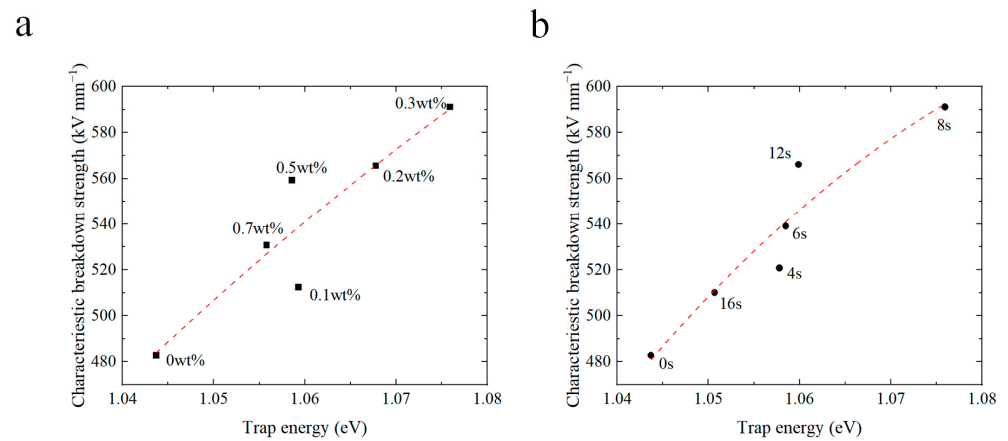 a
Characteriestic breakdown strength (kV mm⁻¹)
600
580
560
540
520
500
480
0.3wt%
0.2wt%
0.5wt%
0.7wt%
0.1wt%
0wt%
1.04
1.05
1.06
1.07
1.08
Trap energy (eV)
b
Characteriestic breakdown strength (kV mm⁻¹)
600
580
560
540
520
500
480
8s
12s
6s
4s
16s
0s
1.04
1.05
1.06
1.07
1.08
Trap energy (eV)